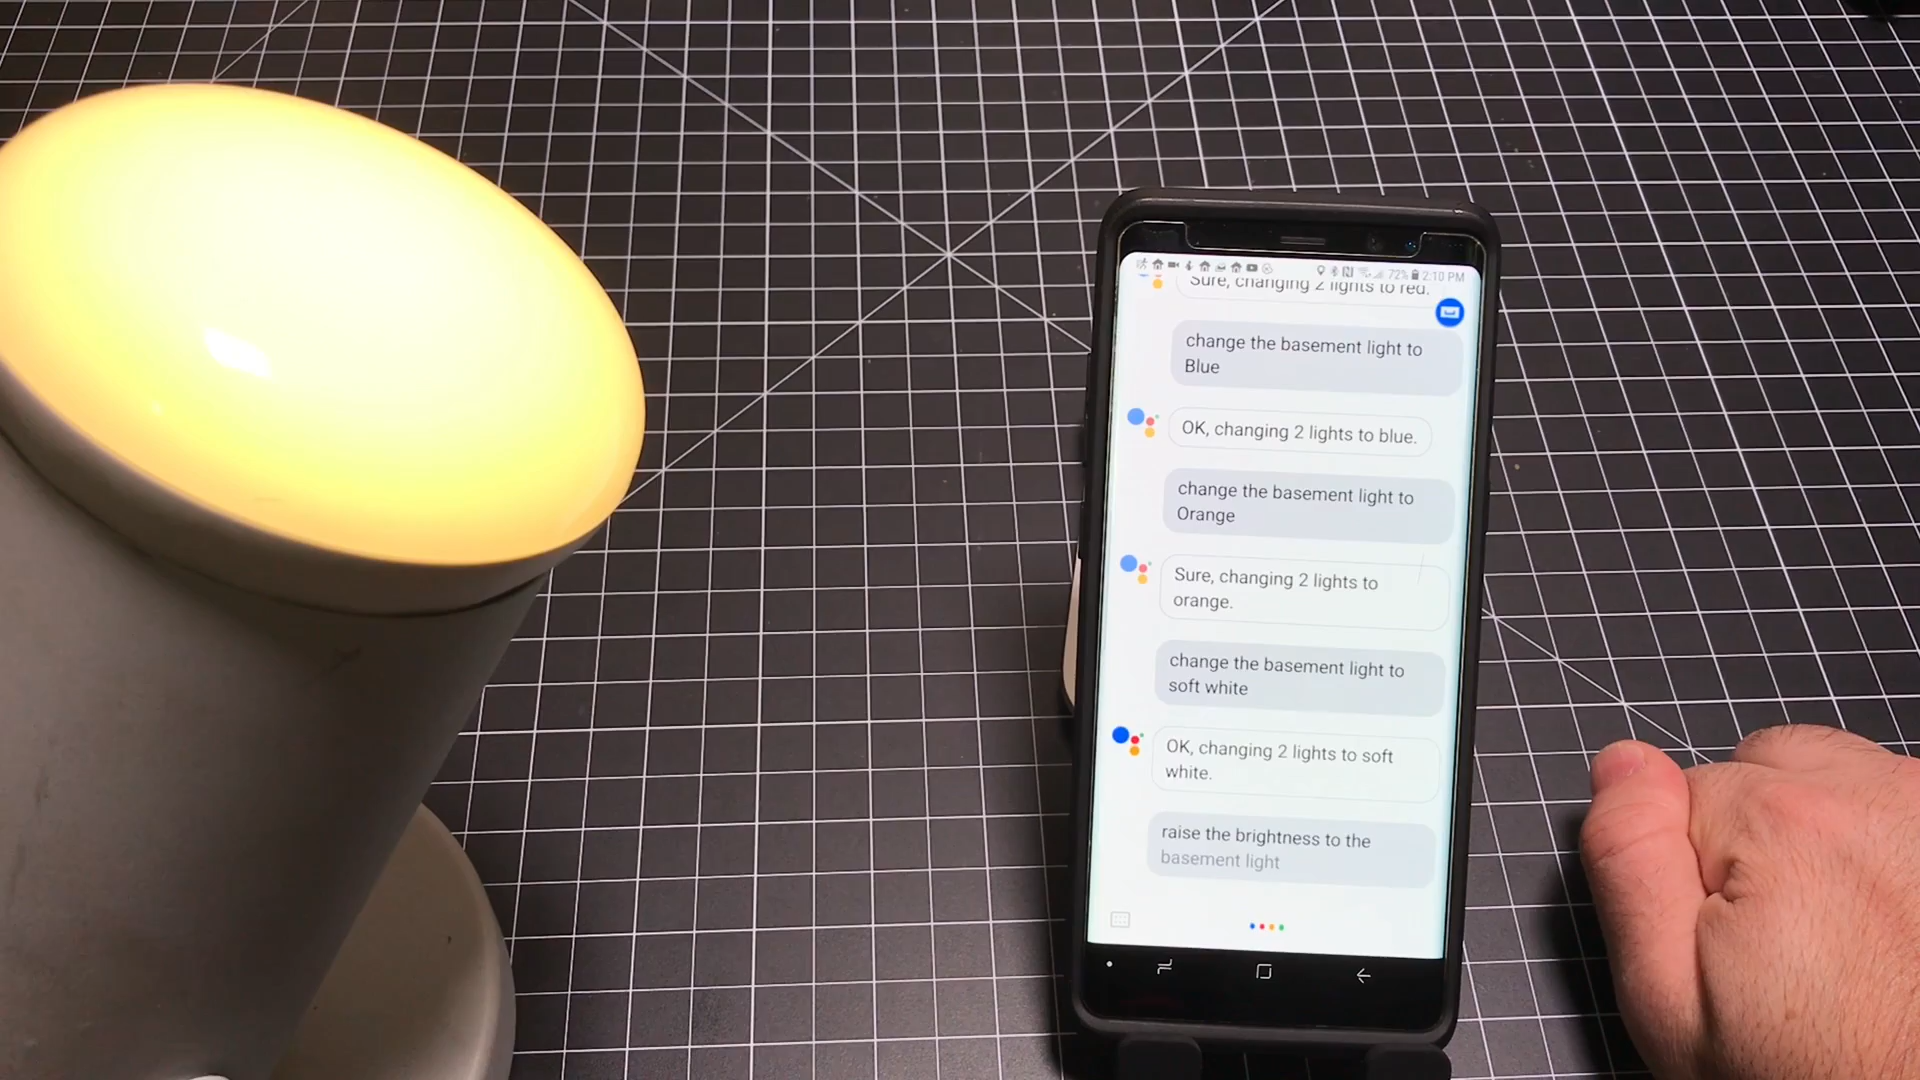 72% 2:10 PM
Sure, changing 2 lights to red.
change the basement light to
Blue
OK, changing 2 lights to blue.
change the basement light to
Orange
Sure, changing 2 lights to
orange.
change the basement light to
soft white
OK, changing 2 lights to soft
white.
raise the brightness to the
basement light